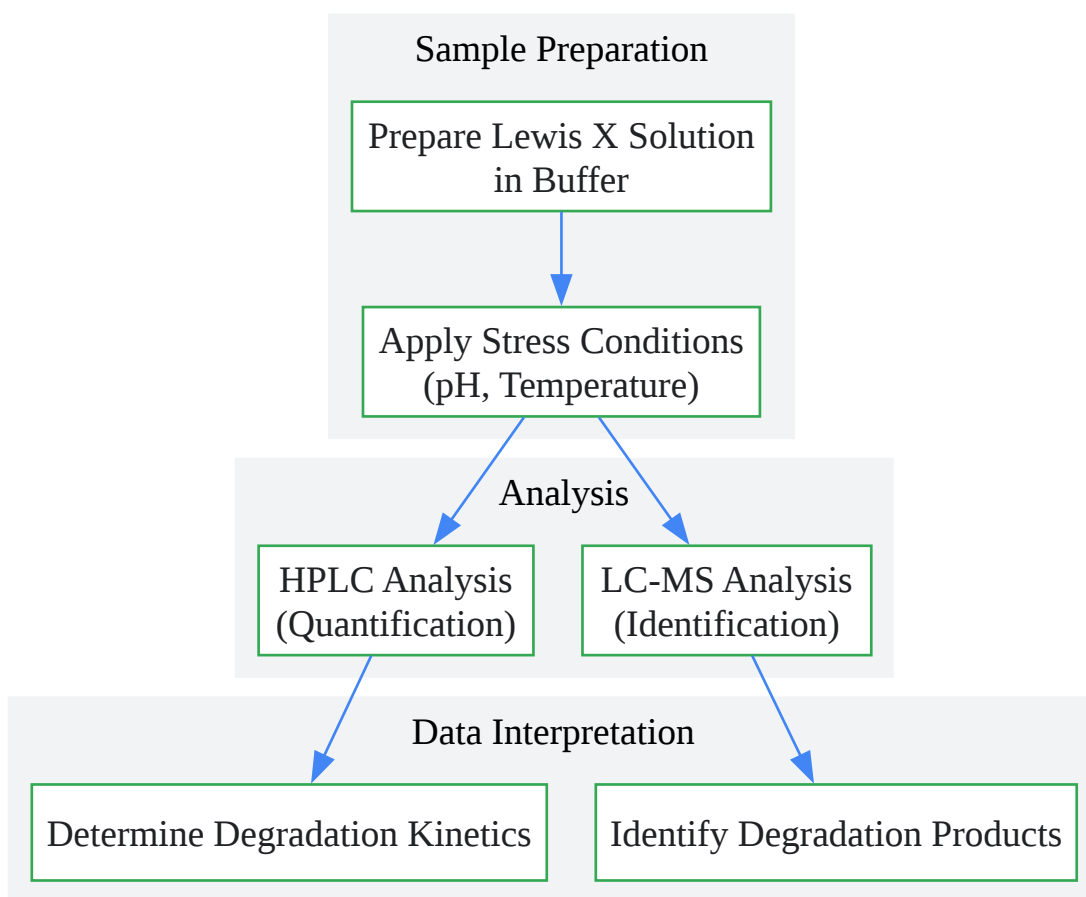 Sample Preparation
Prepare Lewis X Solution
in Buffer
Apply Stress Conditions
(pH, Temperature)
Analysis
HPLC Analysis
(Quantification)
LC-MS Analysis
(Identification)
Data Interpretation
Determine Degradation Kinetics
Identify Degradation Products